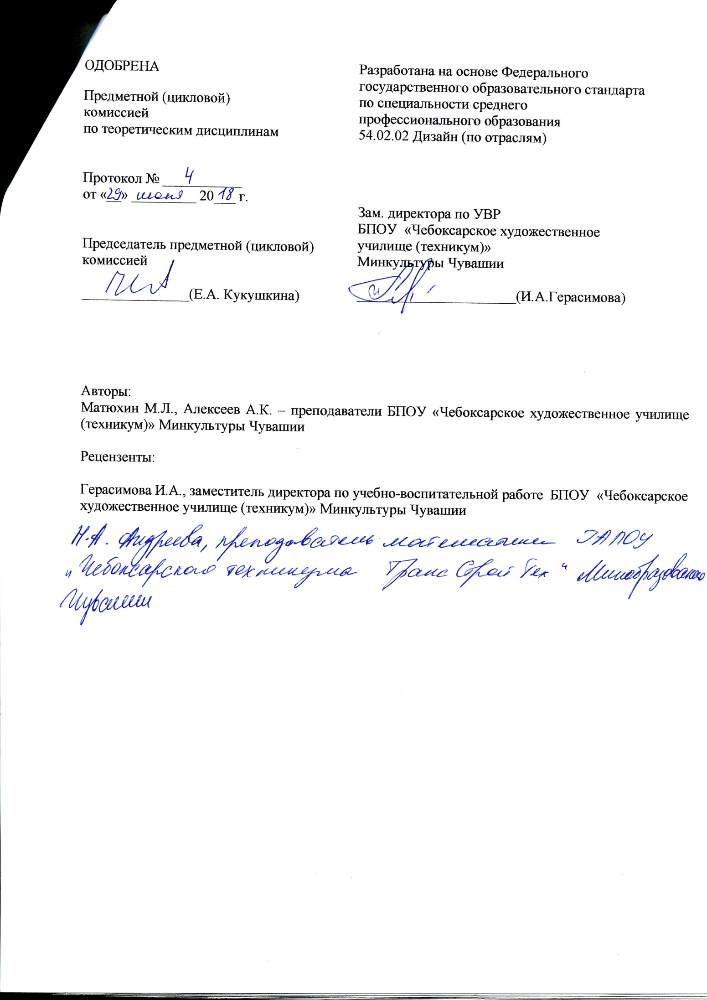 ОДОБРЕНА
Предметной (цикловой)
комиссией
по теоретическим дисциплинам
Протокол № 4
от «29» июня 2018 г.
Председатель предметной (цикловой)
комиссией
(Е.А. Кукушкина)
Разработана на основе Федерального
государственного образовательного стандарта
по специальности среднего
профессионального образования
54.02.02 Дизайн (по отраслям)
Зам. директора по УВР
БПОУ «Чебоксарское художественное
училище (техникум)»
Минкультуры Чувашии
(И.А.Герасимова)
Авторы:
Матюхин М.Л., Алексеев А.К. – преподаватели БПОУ «Чебоксарское художественное училище
(техникум)» Минкультуры Чувашии
Рецензенты:
Герасимова И.А., заместитель директора по учебно-воспитательной работе БПОУ «Чебоксарское
художественное училище (техникум)» Минкультуры Чувашии
Н.А. Андреева, преподаватель математики ГАПОУ
„Чебоксарского техникума ТрансСтройТех“ Минобразования
Чувашии